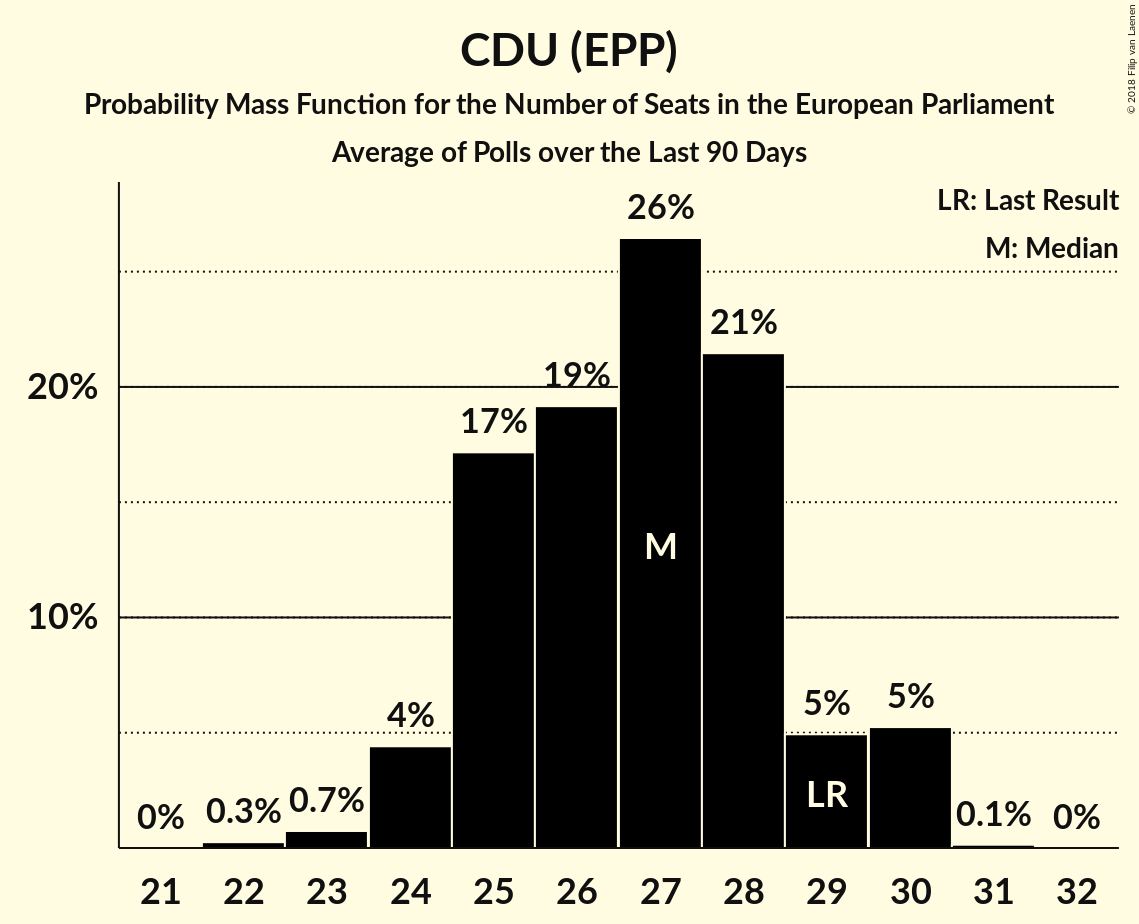 CDU (EPP)
Probability Mass Function for the Number of Seats in the European Parliament
Average of Polls over the Last 90 Days
© 2018 Filip van Laenen
LR: Last Result
M: Median
26%
21%
20%
19%
17%
M
10%
5%
5%
4%
LR
0.7%
0.3%
0%
0.1%
0%
21 22 23 24 25 26 27 28 29 30 31 32